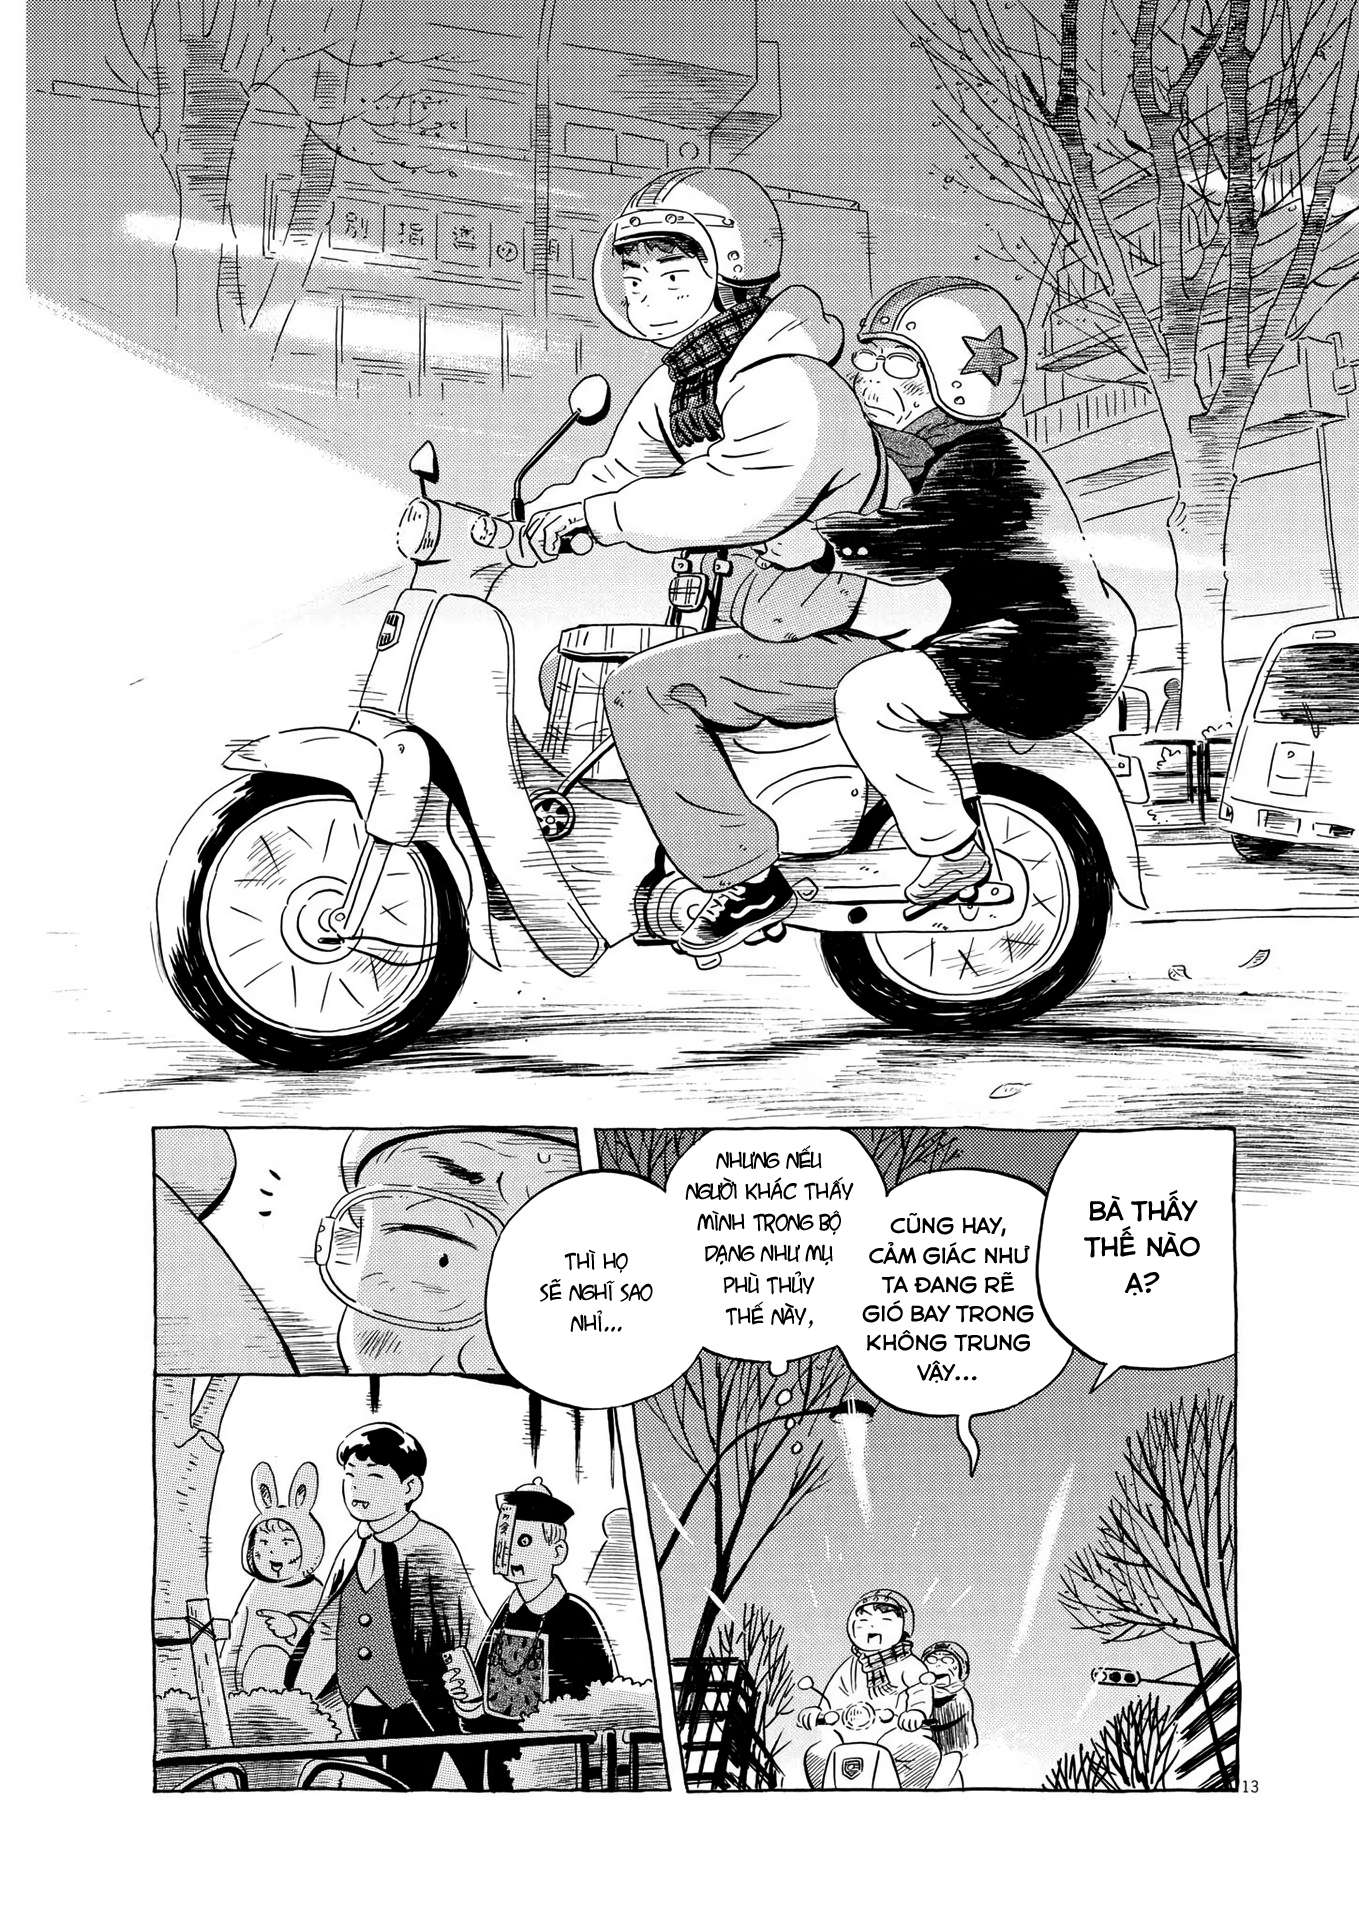 別指
BÀ THẤY
THẾ NÀO
Ạ?
CŨNG HAY,
CẢM GIÁC NHƯ
TA ĐANG RẼ
GIÓ BAY TRONG
KHÔNG TRUNG
VẬY...
NHƯNG NẾU
NGƯỜI KHÁC THẤY
MÌNH TRONG BỘ
DẠNG NHƯ MỤ
PHÙ THỦY
THẾ NÀY,
THÌ HỌ
SẼ NGHĨ SAO
NHỈ...
13